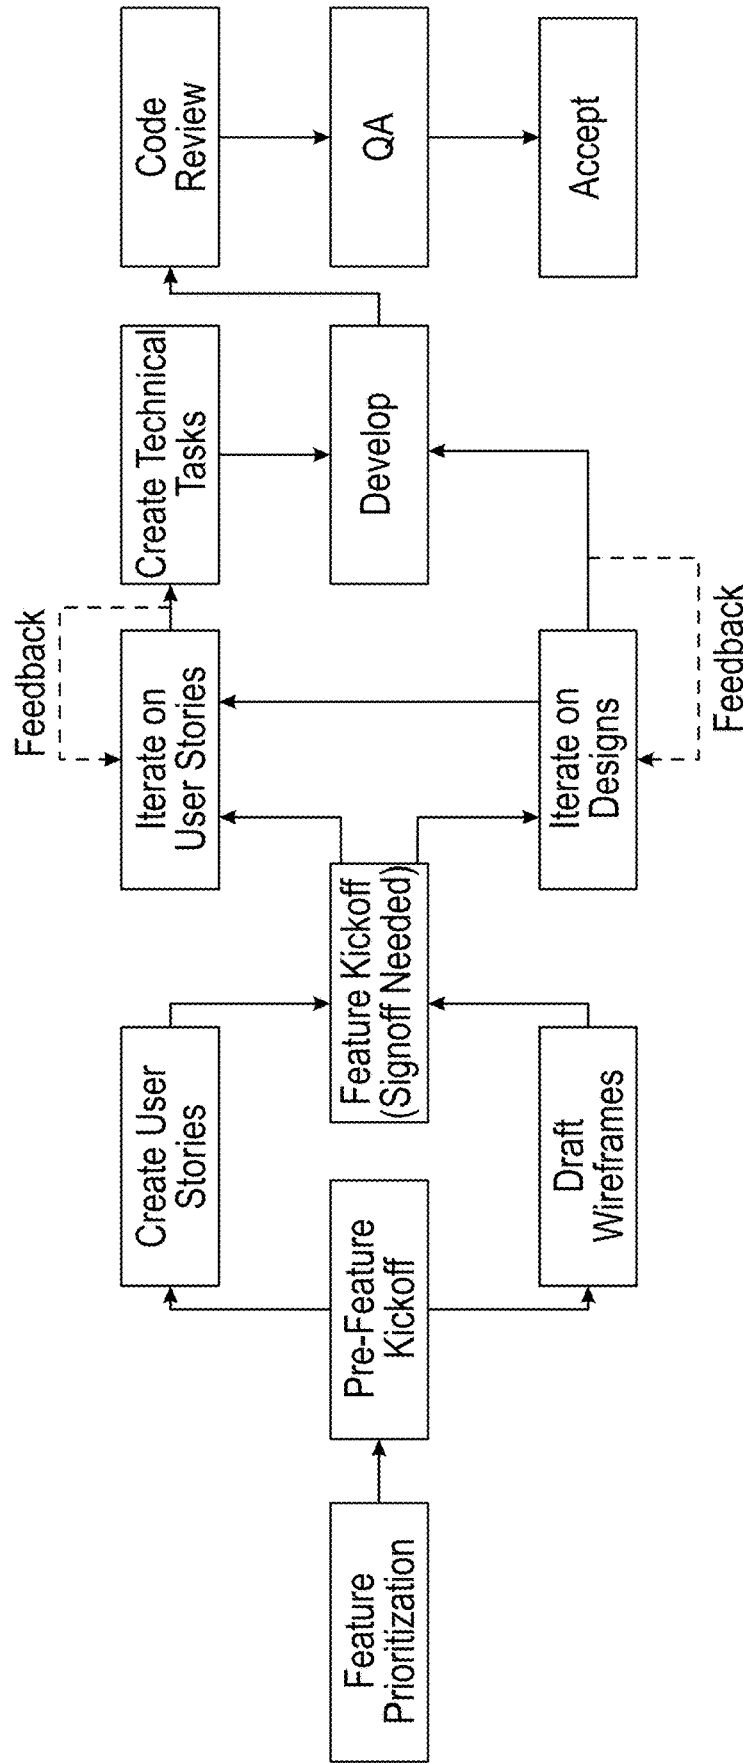 Feature
Prioritization
Pre-Feature
Kickoff
Create User
Stories
Draft
Wireframes
Feature Kickoff
(Signoff Needed)
Feedback
Iterate on
User Stories
Iterate on
Designs
Feedback
Create Technical
Tasks
Develop
Code
Review
QA
Accept